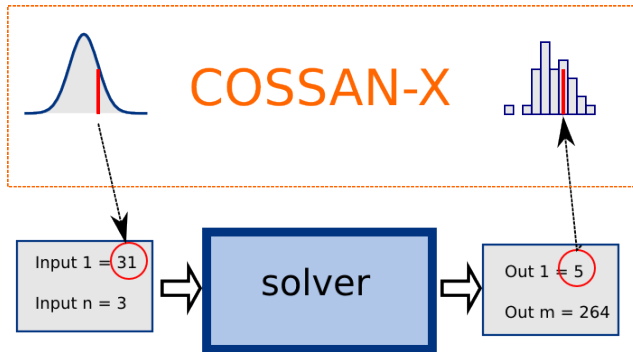 COSSAN-X
Input 1 = 31
Input n = 3
solver
Out 1 = 5
Out m = 264